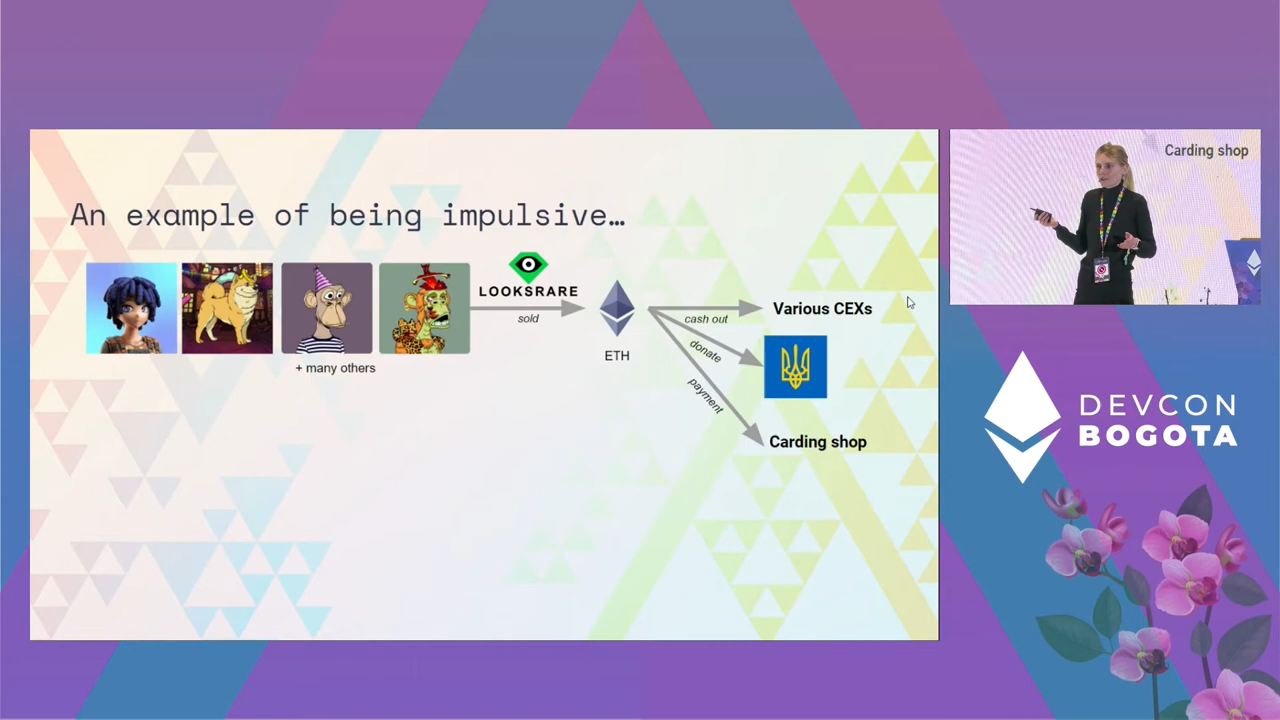 An example of being impulsive…
LOOKSRARE
sold
ETH
+ many others
cash out
donate
payment
Various CEXs
Carding shop
Carding shop
DEVCON
BOGOTA